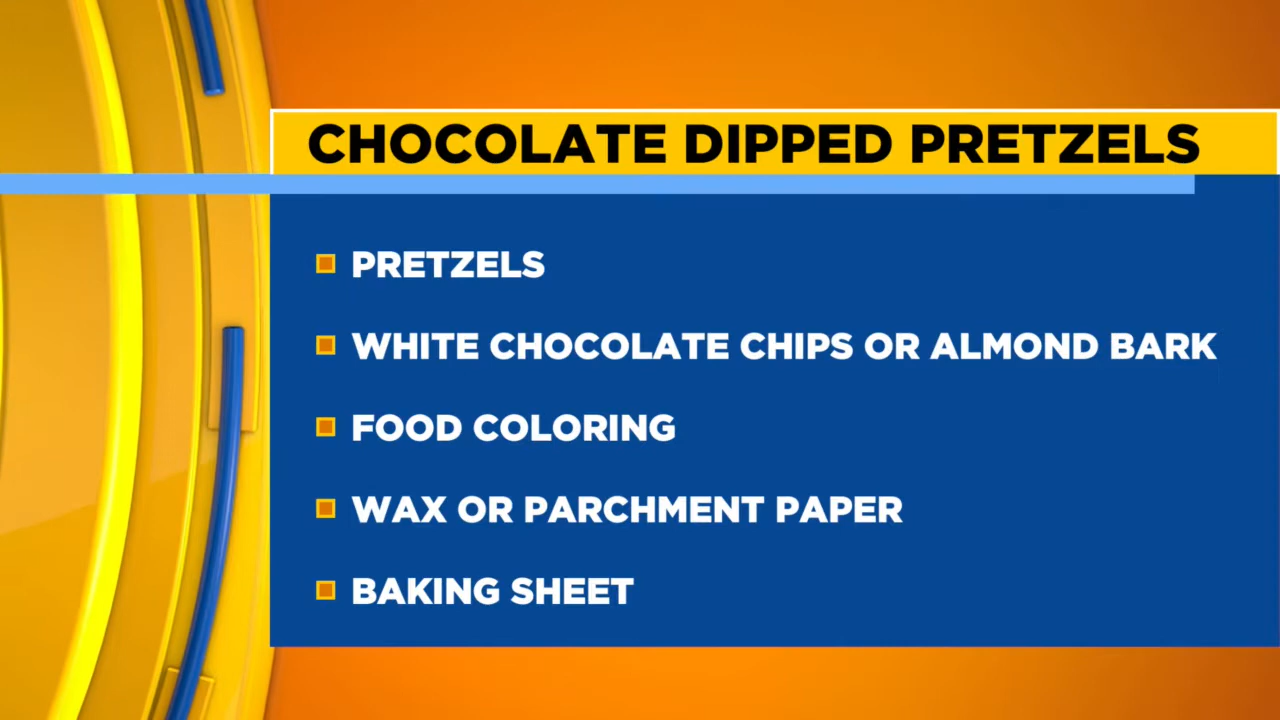 CHOCOLATE DIPPED PRETZELS
PRETZELS
WHITE CHOCOLATE CHIPS OR ALMOND BARK
FOOD COLORING
WAX OR PARCHMENT PAPER
BAKING SHEET